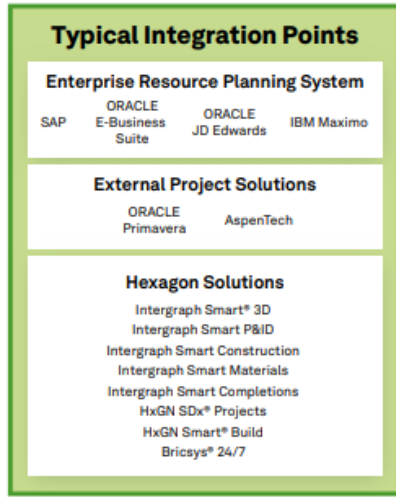 Typical Integration Points
Enterprise Resource Planning System
SAP
ORACLE
E-Business
Suite
ORACLE
JD Edwards
IBM Maximo
External Project Solutions
ORACLE
Primavera
AspenTech
Hexagon Solutions
Intergraph Smart® 3D
Intergraph Smart P&ID
Intergraph Smart Construction
Intergraph Smart Materials
Intergraph Smart Completions
HxGN SDx® Projects
HxGN Smart® Build
Bricsys® 24/7